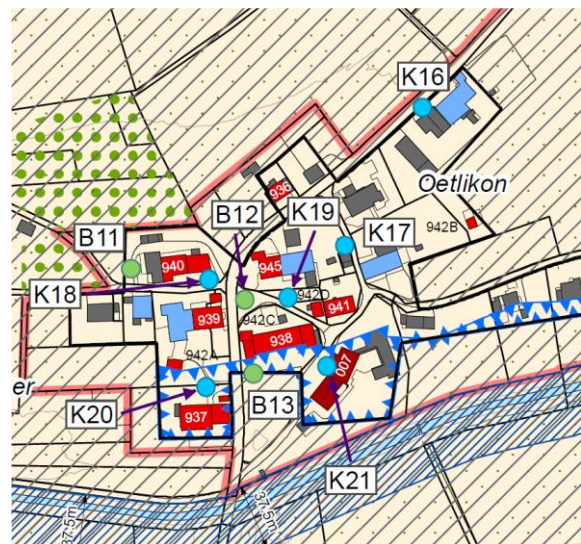 K16
936
Oetlikon
B12
K19
B11
942B
K17
940
945
K18
942D
941
939
942C
938
942A
007
er
K20
937
B13
K21
37.5m
37.5m